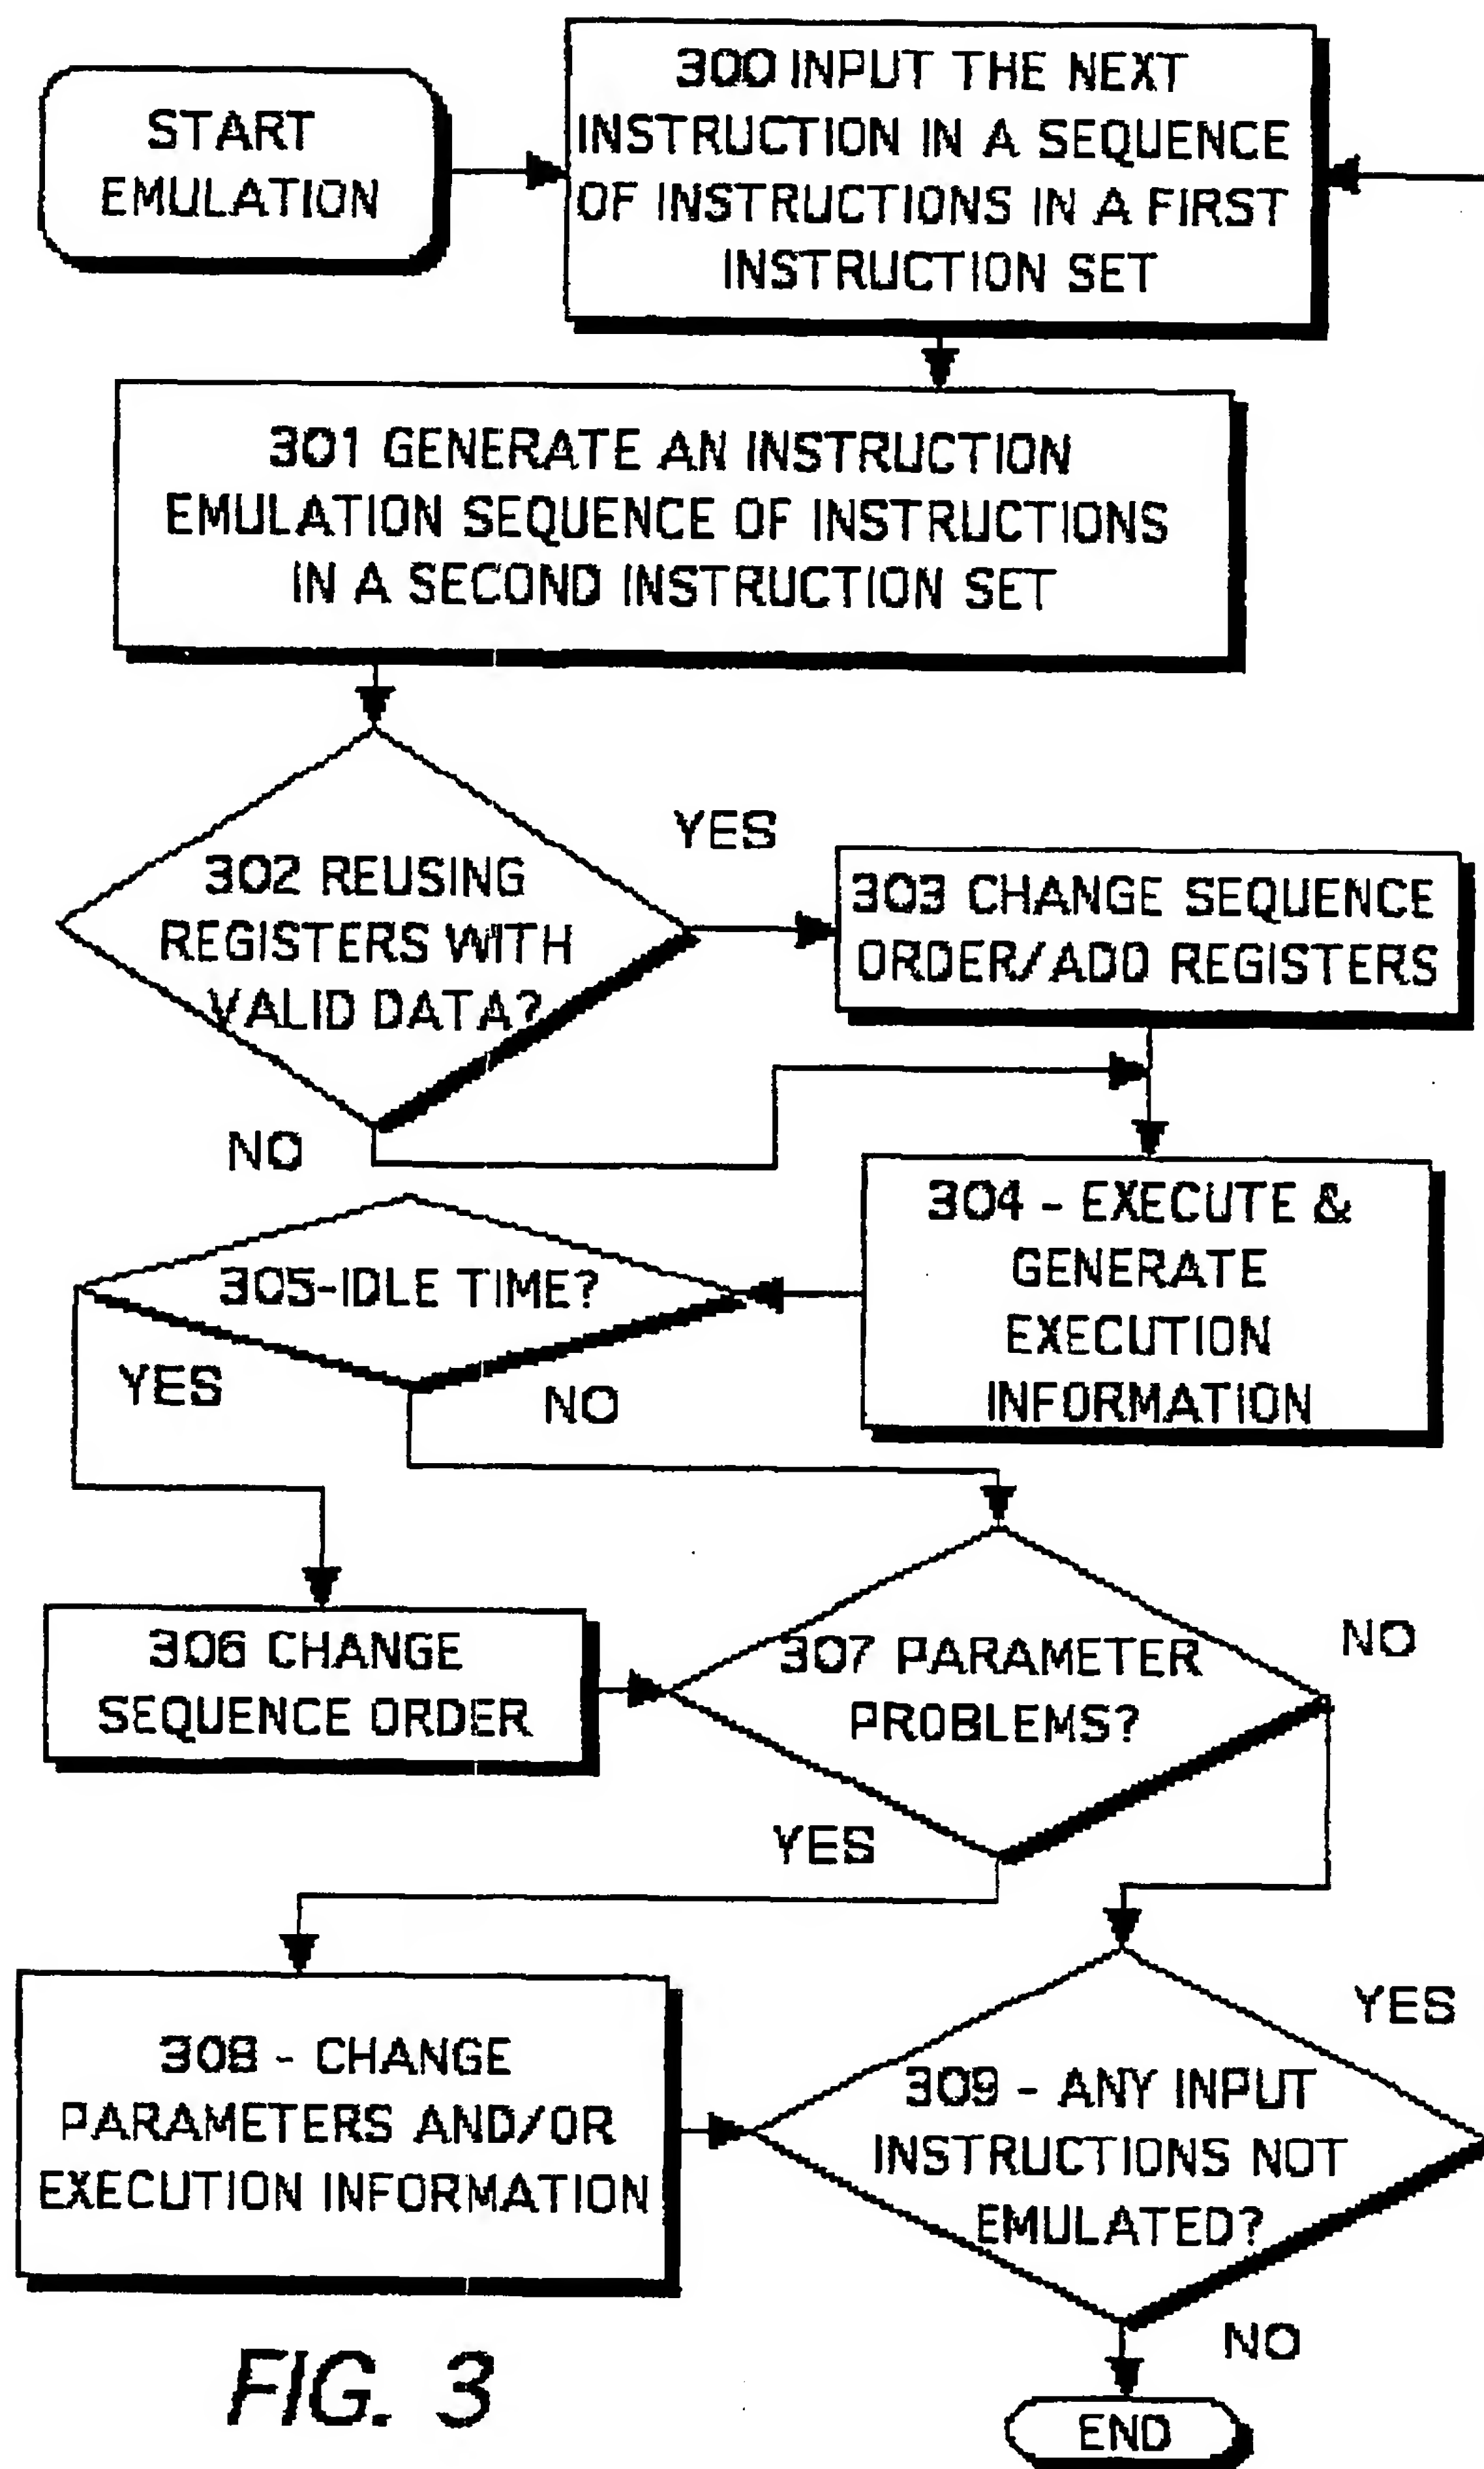 START
EMULATION
300 INPUT THE NEXT
INSTRUCTION IN A SEQUENCE
OF INSTRUCTIONS IN A FIRST
INSTRUCTION SET
301 GENERATE AN INSTRUCTION
EMULATION SEQUENCE OF INSTRUCTIONS
IN A SECOND INSTRUCTION SET
302 REUSING
REGISTERS WITH
VALID DATA?
YES
NO
303 CHANGE SEQUENCE
ORDER/ADD REGISTERS
304 - EXECUTE &
GENERATE
EXECUTION
INFORMATION
305-IDLE TIME?
YES
NO
306 CHANGE
SEQUENCE ORDER
307 PARAMETER
PROBLEMS?
NO
YES
308 - CHANGE
PARAMETERS AND/OR
EXECUTION INFORMATION
309 - ANY INPUT
INSTRUCTIONS NOT
EMULATED?
YES
NO
END
FIG. 3